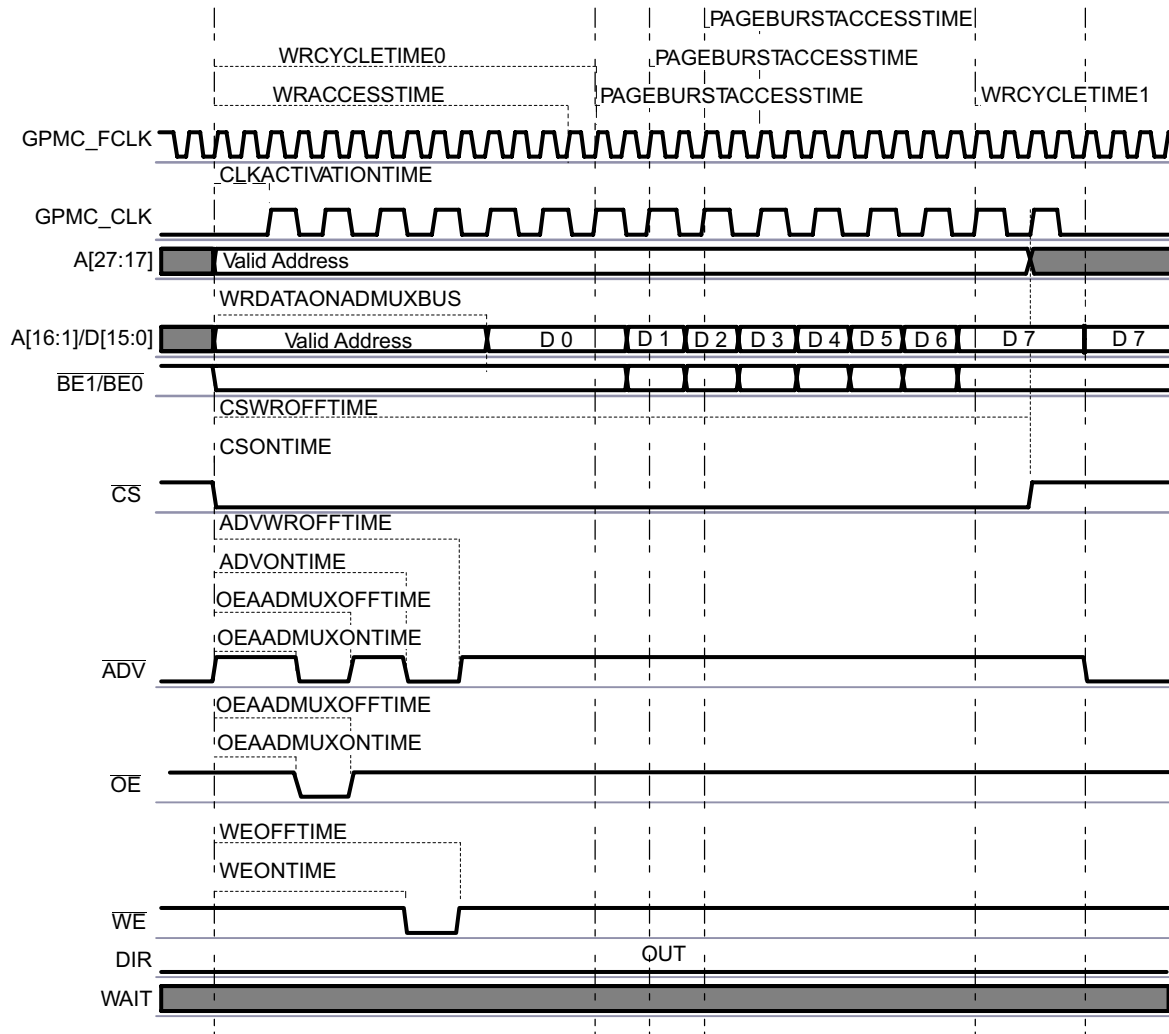 PAGEBURSTACCESSTIME
WRCYCLETIME0
PAGEBURSTACCESSTIME
WRACCESSTIME
PAGEBURSTACCESSTIME
WRCYCLETIME1
GPMC_FCLK
CLKACTIVATIONTIME
GPMC_CLK
A[27:17]
Valid Address
WRDATAONADMUXBUS
A[16:1]/D[15:0]
Valid Address
D 0
D 1
D 2
D 3
D 4
D 5
D 6
D 7
D 7
BE1/BE0
CSWROFFTIME
CSONTIME
CS
ADVWROFFTIME
ADVONTIME
OEAADMUXOFFTIME
OEAADMUXONTIME
ADV
OEAADMUXOFFTIME
OEAADMUXONTIME
OE
WEOFFTIME
WEONTIME
WE
DIR
OUT
WAIT